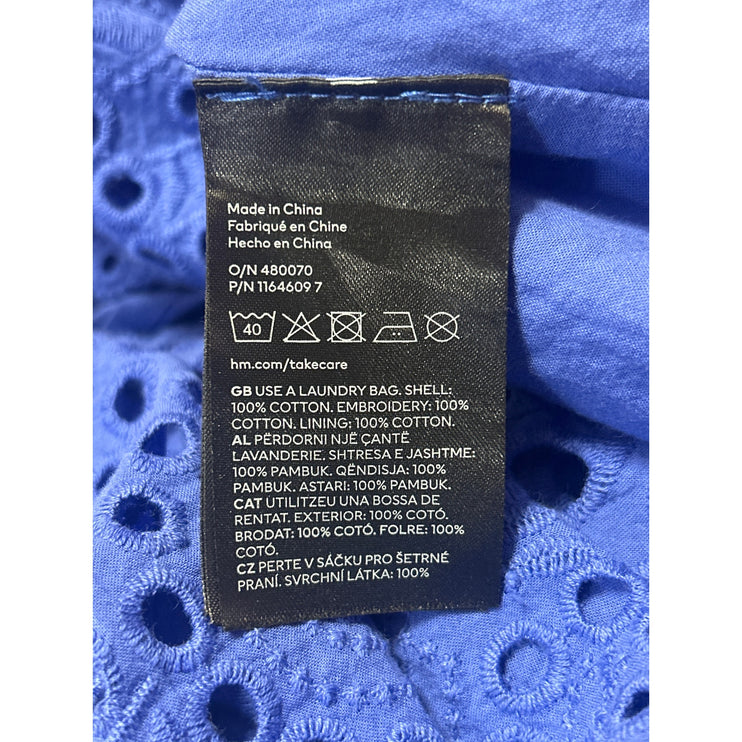 Made in China
Fabriqué en Chine
Hecho en China
O/N 480070
P/N 1164609 7
40
hm.com/takecare
GB USE A LAUNDRY BAG. SHELL:
100% COTTON. EMBROIDERY: 100%
COTTON. LINING; 100% COTTON.
AL PËRDORNI NJË ÇANTË
LAVANDERIE. SHTRESA E JASHTME:
100% PAMBUK. QËNDISJA: 100%
PAMBUK. ASTARI: 100% PAMBUK.
CAT UTILITZEU UNA BOSSA DE
RENTAT. EXTERIOR: 100% COTÓ.
BRODAT: 100% COTÓ. FOLRE: 100%
COTÓ.
CZ PERTE V SÁČKU PRO ŠETRNÉ
PRANÍ. SVRCHNÍ LÁTKA: 100%